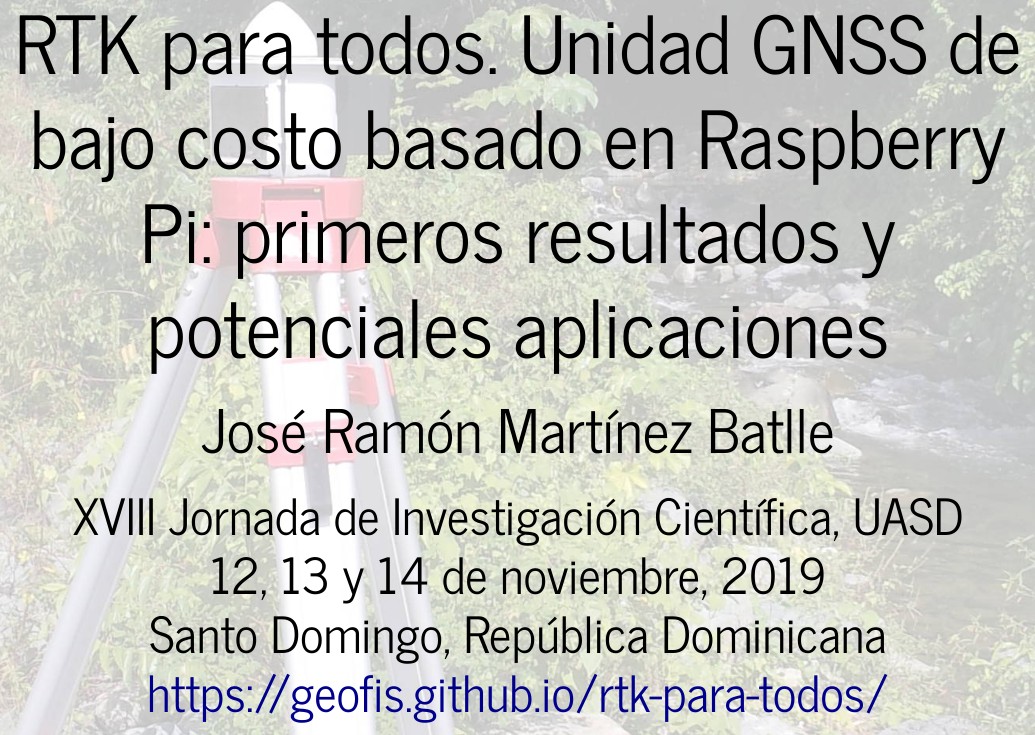 RTK para todos. Unidad GNSS de
bajo costo basado en Raspberry
Pi: primeros resultados y
potenciales aplicaciones
José Ramón Martínez Batlle
XVIII Jornada de Investigación Científica, UASD
12, 13 y 14 de noviembre, 2019
Santo Domingo, República Dominicana
https://geofis.github.io/rtk-para-todos/